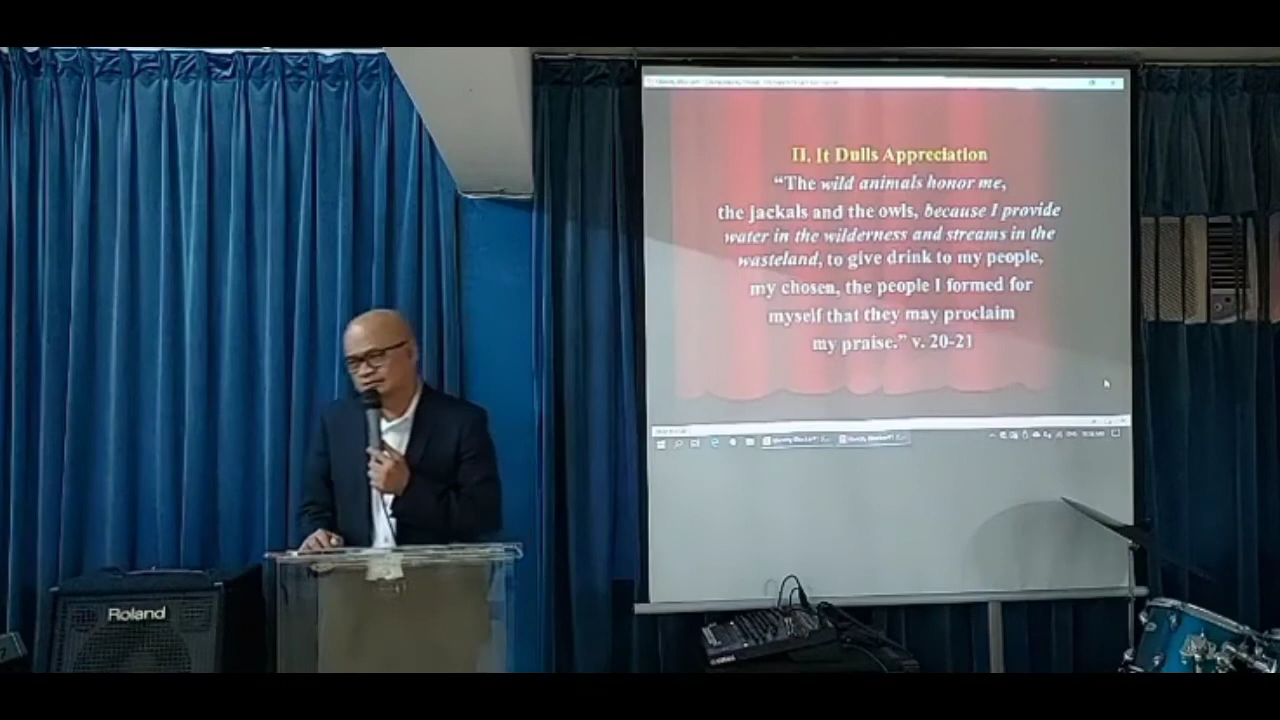 II. It Dulls Appreciation
“The wild animals honor me,
the jackals and the owls, because I provide
water in the wilderness and streams in the
wasteland, to give drink to my people,
my chosen, the people I formed for
myself that they may proclaim
my praise.” v. 20-21
Roland